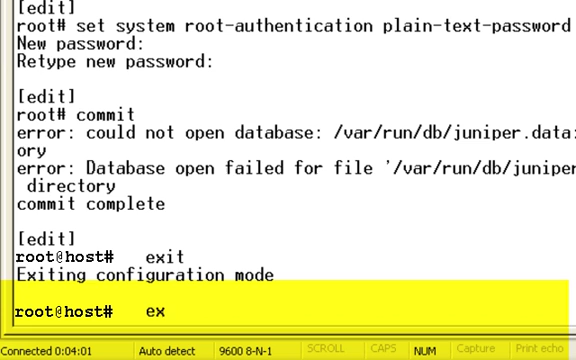 [edit]
root# set system root-authentication plain-text-password
New password:
Retype new password:
[edit]
root# commit
error: could not open database: /var/run/db/juniper.data:
ory
error: Database open failed for file '/var/run/db/juniper
directory
commit complete
[edit]
root@host# exit
Exiting configuration mode
root@host# ex
Connected 0:04:01 Auto detect 9600 8-N-1 SCROLL CAPS NUM Capture Print echo